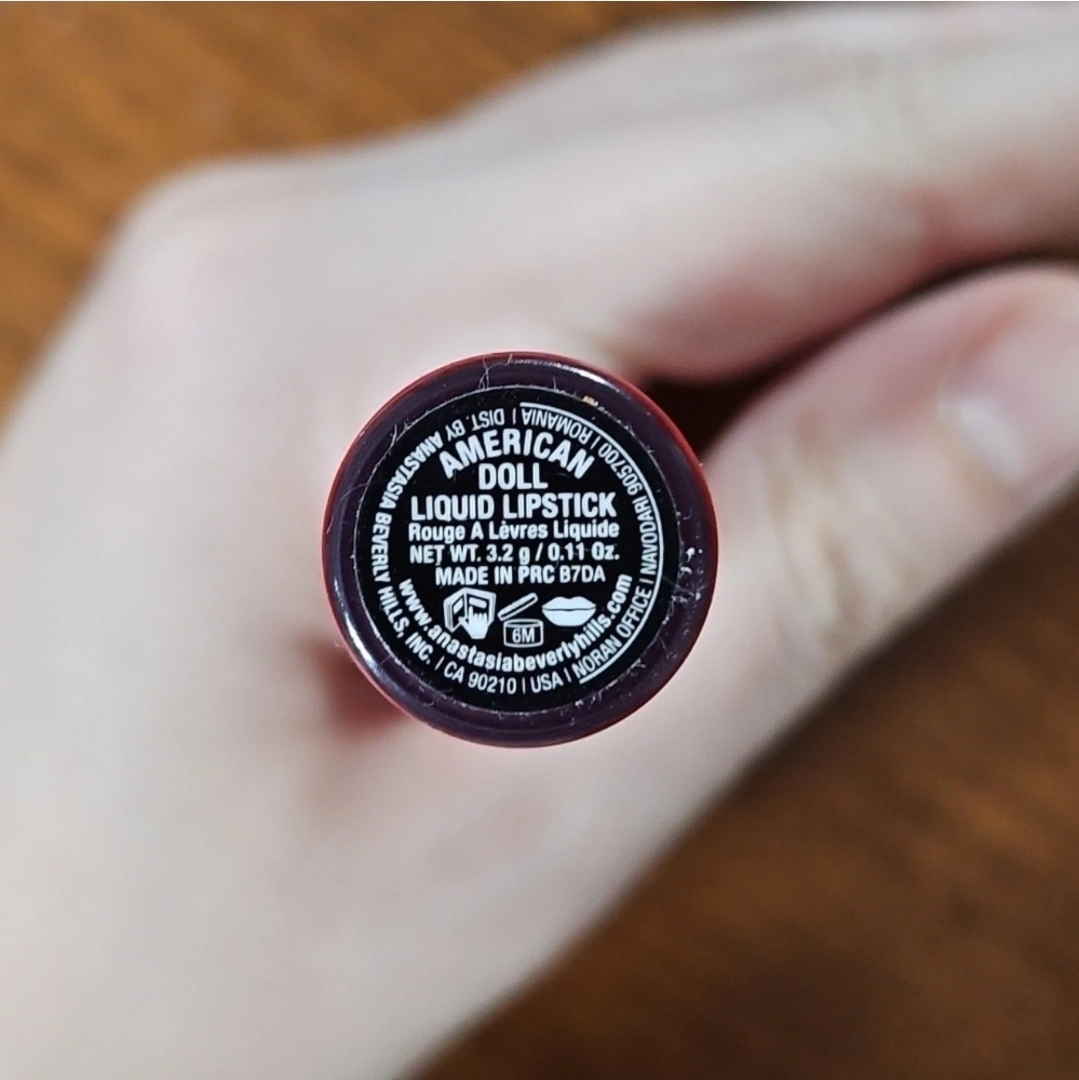 AMERICAN
DOLL
LIQUID LIPSTICK
Rouge A Lèvres Liquide
NET WT. 3.2 g / 0.11 Oz.
MADE IN PRC B7DA
6M
www.anastasiabeverlyhills.com
DIST. BY ANASTASIA BEVERLY HILLS, INC. | CA 90210 | USA | NORAN OFFICE | NAVODARI 905700 | ROMANIA |